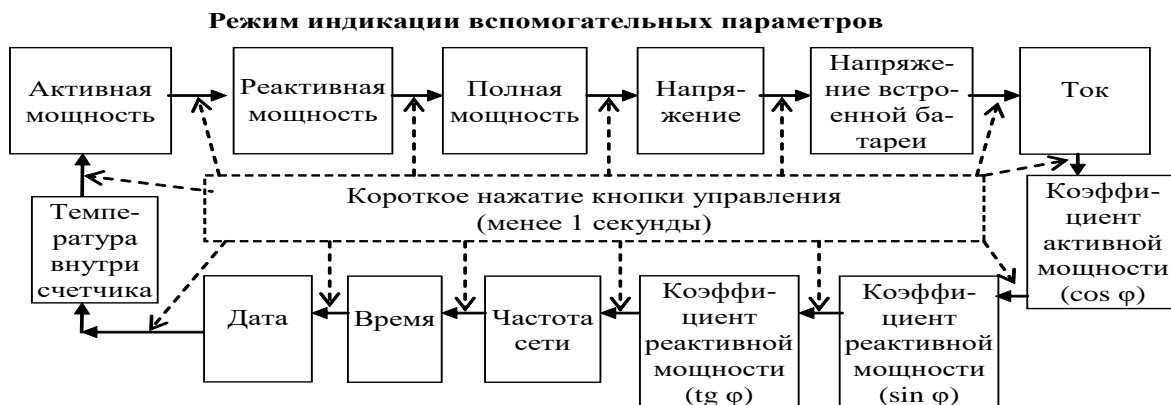 Режим индикации вспомогательных параметров
Активная
мощность
Реактивная
мощность
Полная
мощность
Напря-
жение
Напряже-
ние встро-
енной ба-
тареи
Ток
Короткое нажатие кнопки управления
(менее 1 секунды)
Коэффи-
циент
активной
мощности
(cos φ)
Коэффи-
циент
реактивной
мощности
(sin φ)
Коэффи-
циент
реактивной
мощности
(tg φ)
Частота
сети
Время
Дата
Темпе-
ратура
внутри
счетчика